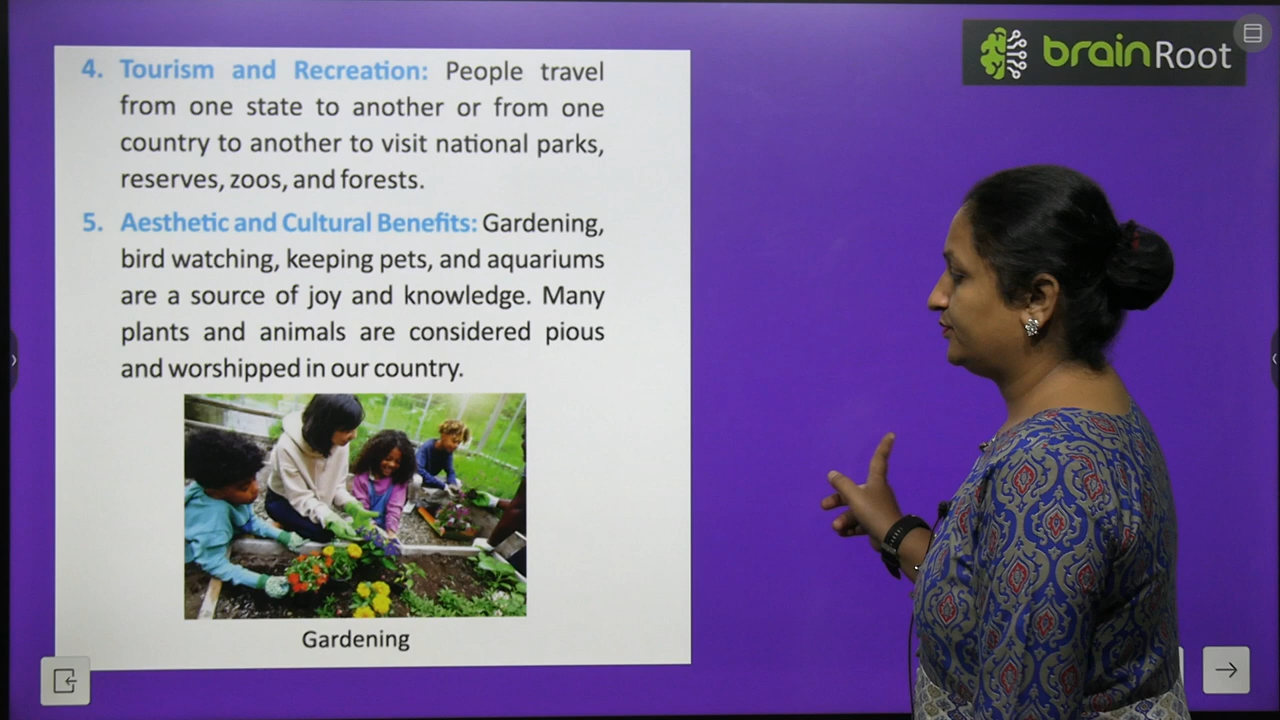 brainRoot
4. Tourism and Recreation: People travel
from one state to another or from one
country to another to visit national parks,
reserves, zoos, and forests.
5. Aesthetic and Cultural Benefits: Gardening,
bird watching, keeping pets, and aquariums
are a source of joy and knowledge. Many
plants and animals are considered pious
and worshipped in our country.
Gardening